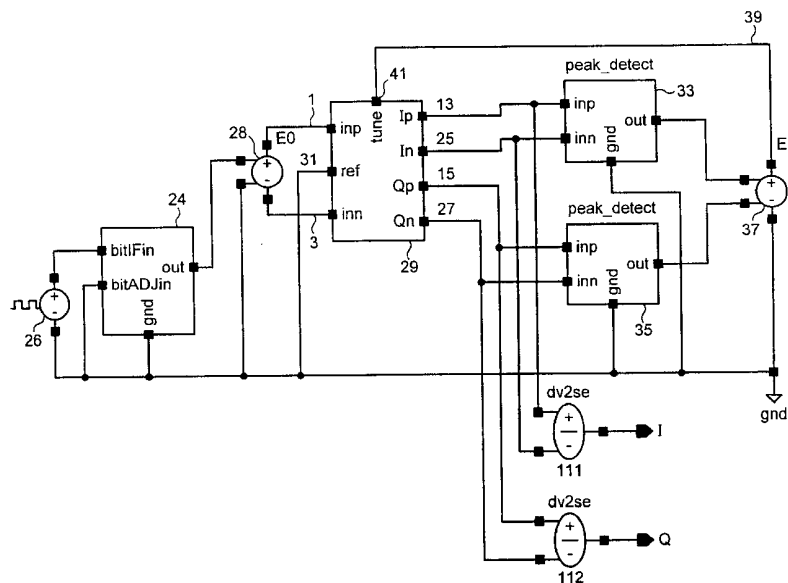 39
peak_detect
41
33
1
13
inp
tune
Ip
inp
28
E0
25
out
E
inp
In
inn
gnd
31
ref
15
Qp
24
27
peak_detect
inn
Qn
37
bitIFin
3
inp
out
29
out
bitADJin
inn
gnd
gnd
26
35
dv2se
gnd
I
111
dv2se
Q
112